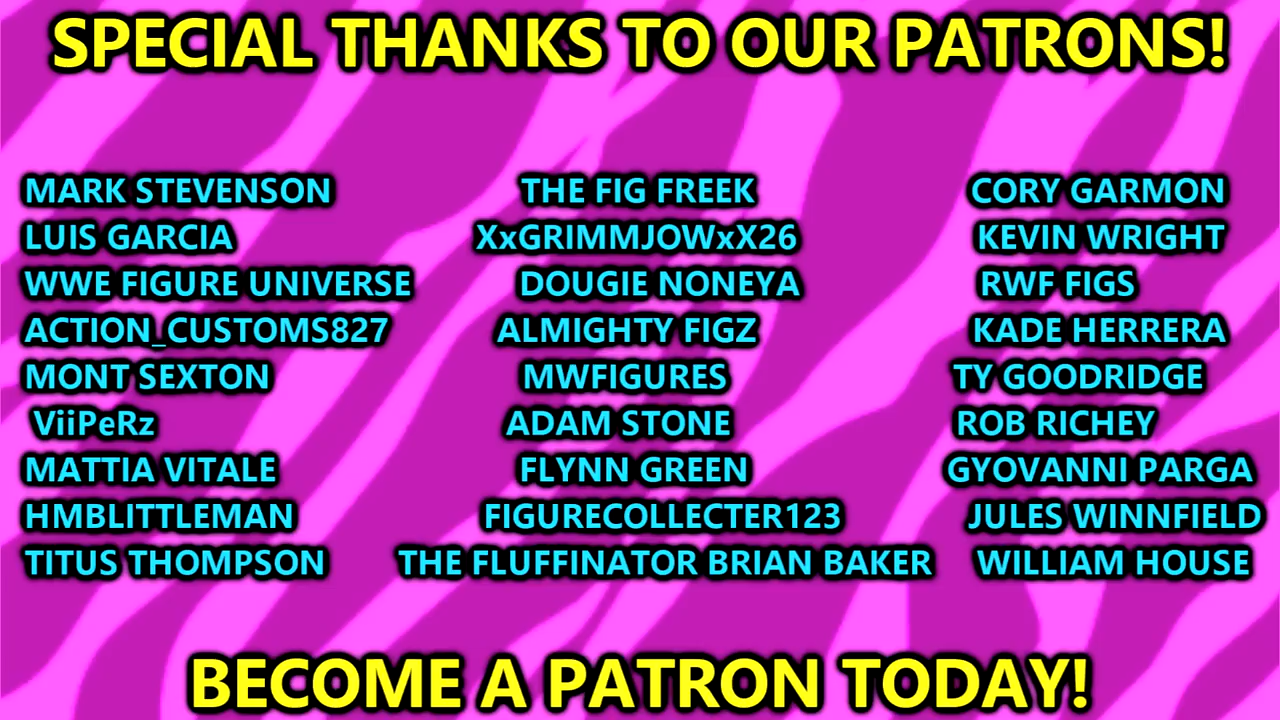 SPECIAL THANKS TO OUR PATRONS!
MARK STEVENSON
LUIS GARCIA
WWE FIGURE UNIVERSE
ACTION_CUSTOMS827
MONT SEXTON
ViiPeRz
MATTIA VITALE
HMBLITTLEMAN
TITUS THOMPSON
THE FIG FREEK
XxGRIMMJOWxX26
DOUGIE NONEYA
ALMIGHTY FIGZ
MWFIGURES
ADAM STONE
FLYNN GREEN
FIGURECOLLECTER123
THE FLUFFINATOR BRIAN BAKER
CORY GARMON
KEVIN WRIGHT
RWF FIGS
KADE HERRERA
TY GOODRIDGE
ROB RICHEY
GYOVANNI PARGA
JULES WINNFIELD
WILLIAM HOUSE
BECOME A PATRON TODAY!